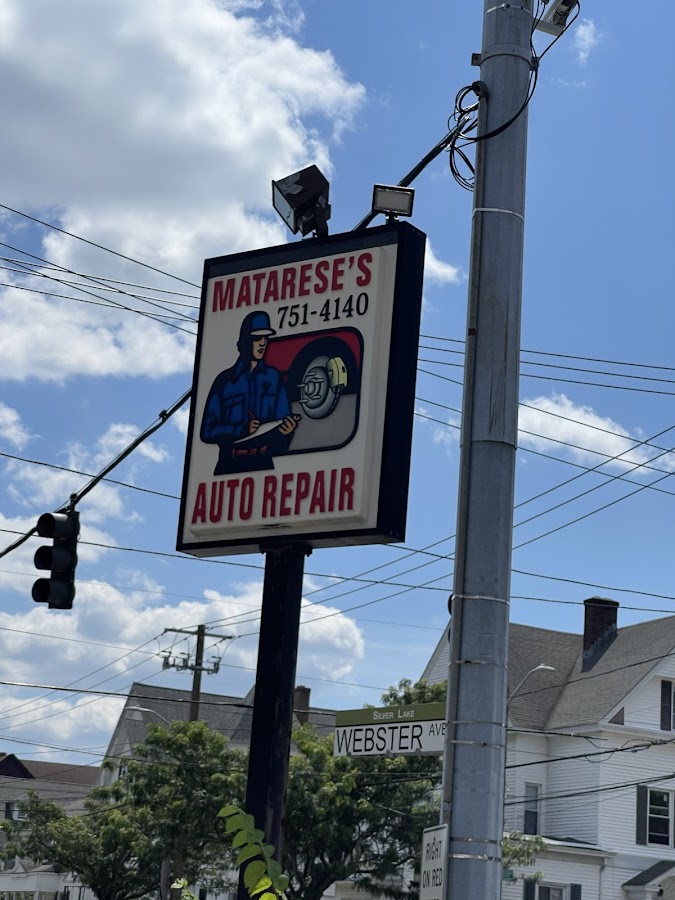 MATARESE'S
751-4140
AUTO REPAIR
SILVER LAKE
WEBSTER AVE
RIGHT
ON RED